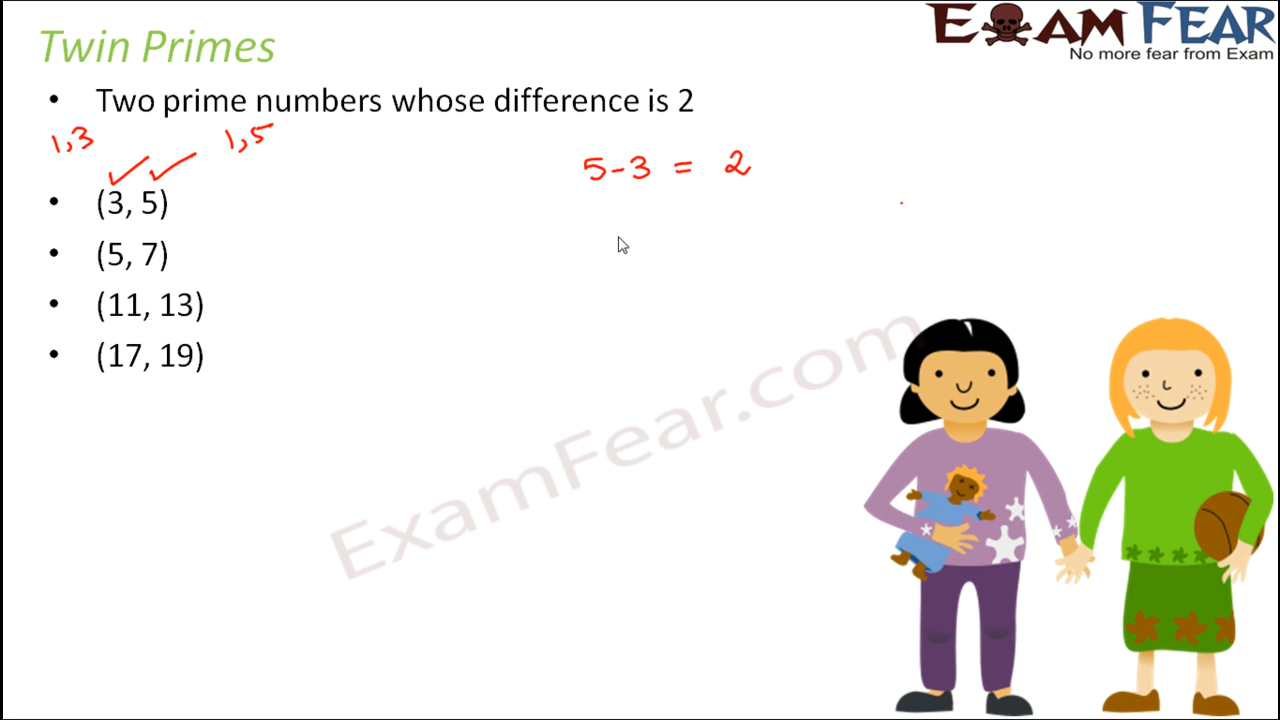 Twin Primes
EXAM FEAR
No more fear from Exam
• Two prime numbers whose difference is 2
1,3
1,5
5-3 = 2
• (3, 5)
• (5, 7)
• (11, 13)
• (17, 19)
ExamFear.com